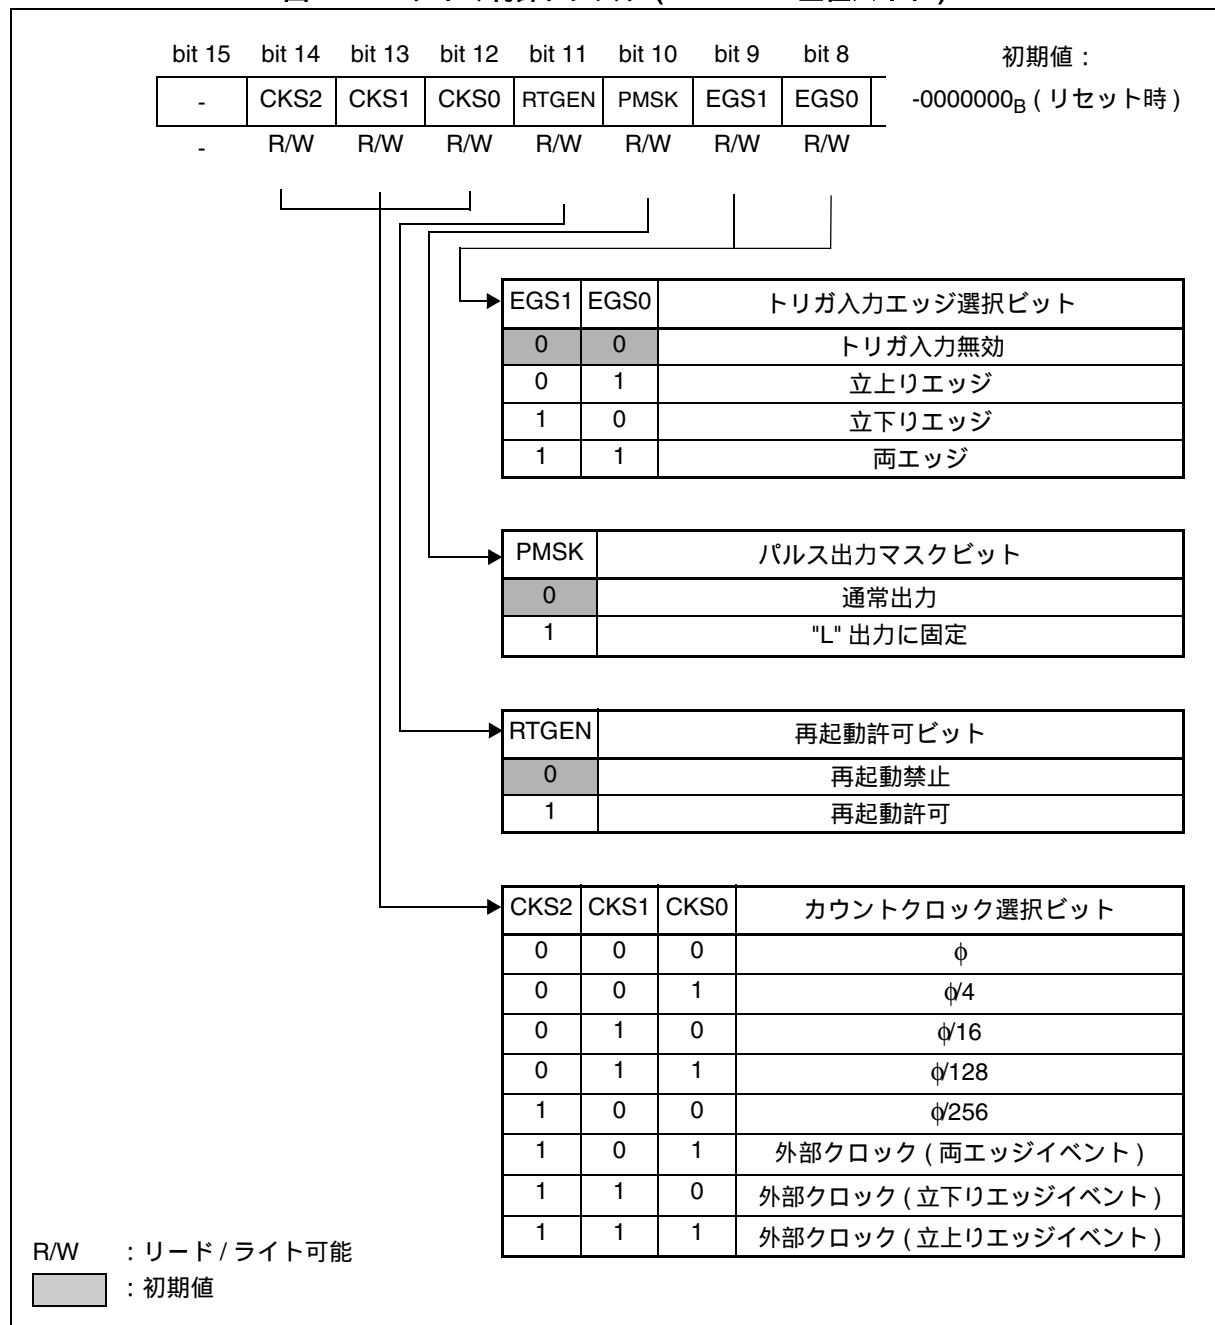 bit 15 bit 14 bit 13 bit 12 bit 11 bit 10 bit 9 bit 8 初期値：
- CKS2 CKS1 CKS0 RTGEN PMSK EGS1 EGS0 -0000000B ( リセット時 )
- R/W R/W R/W R/W R/W R/W R/W
EGS1 EGS0 トリガ入力エッジ選択ビット
0 0 トリガ入力無効
0 1 立上りエッジ
1 0 立下りエッジ
1 1 両エッジ
PMSK パルス出力マスクビット
0 通常出力
1 "L" 出力に固定
RTGEN 再起動許可ビット
0 再起動禁止
1 再起動許可
CKS2 CKS1 CKS0 カウントクロック選択ビット
0 0 0 φ
0 0 1 φ/4
0 1 0 φ/16
0 1 1 φ/128
1 0 0 φ/256
1 0 1 外部クロック ( 両エッジイベント )
1 1 0 外部クロック ( 立下りエッジイベント )
1 1 1 外部クロック ( 立上りエッジイベント )
R/W ：リード / ライト可能
：初期値